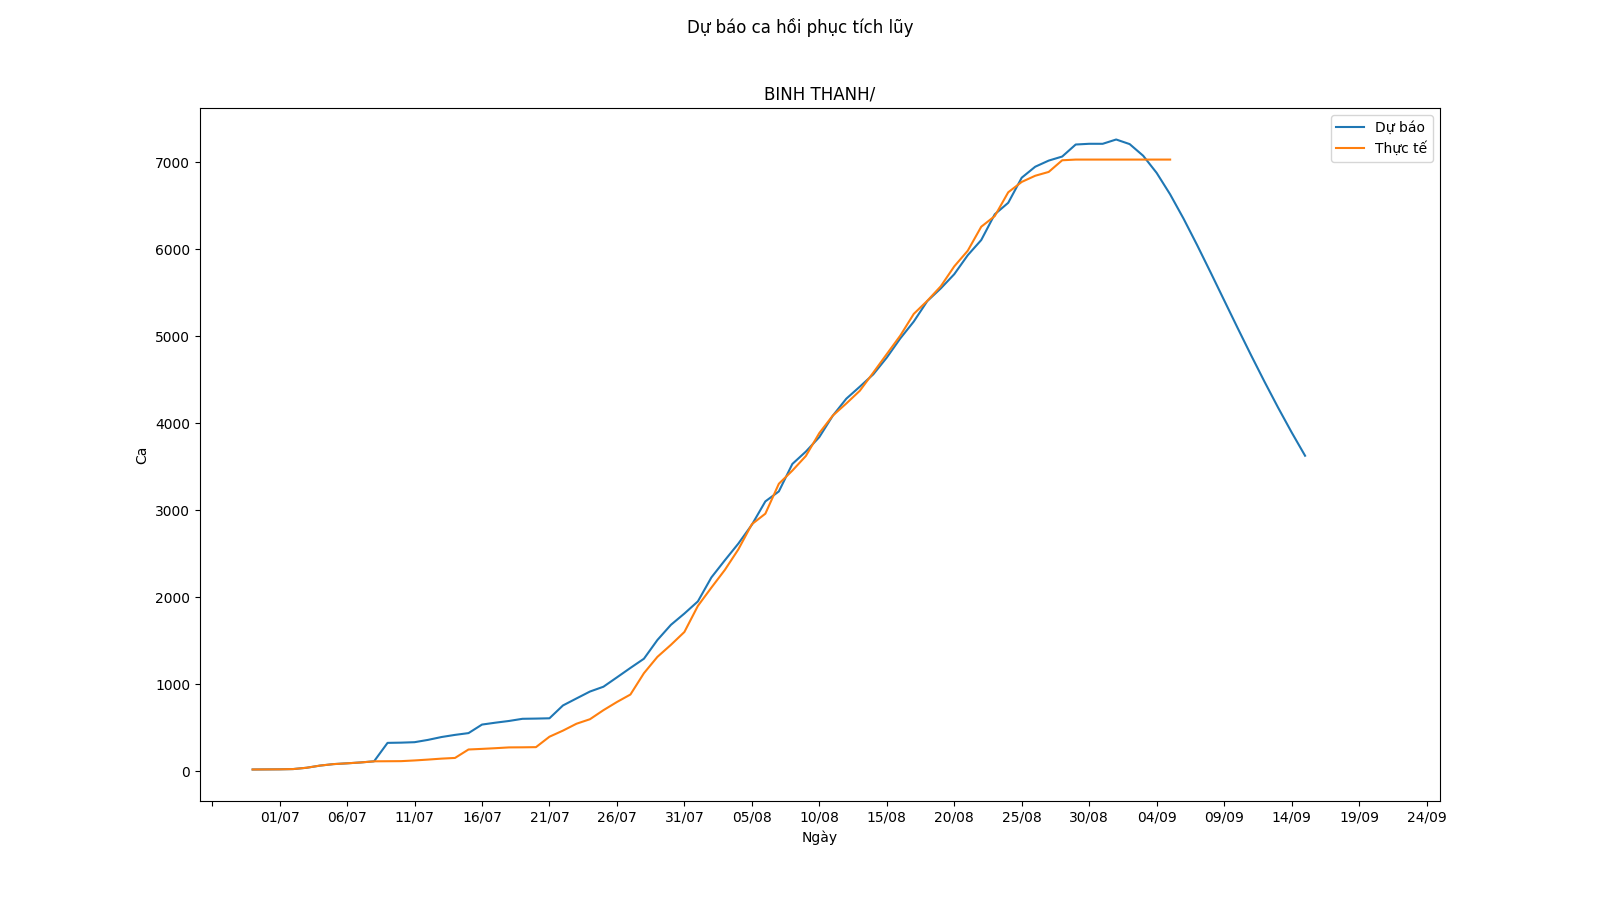 Dự báo ca hồi phục tích lũy
BINH THANH/
Dự báo
Thực tế
7000
6000
5000
4000
3000
2000
1000
0
Ca
01/07 06/07 11/07 16/07 21/07 26/07 31/07 05/08 10/08 15/08 20/08 25/08 30/08 04/09 09/09 14/09 19/09 24/09
Ngày